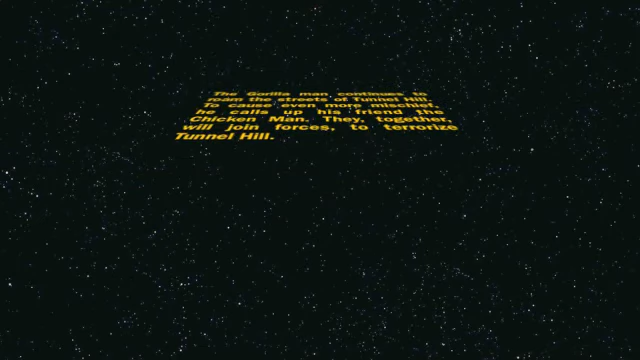 The Gorilla man continues to
roam the streets of Tunnel Hill.
To cause even more mischief,
he calls up his friend the
Chicken Man. They, together,
will join forces, to terrorize
Tunnel Hill.